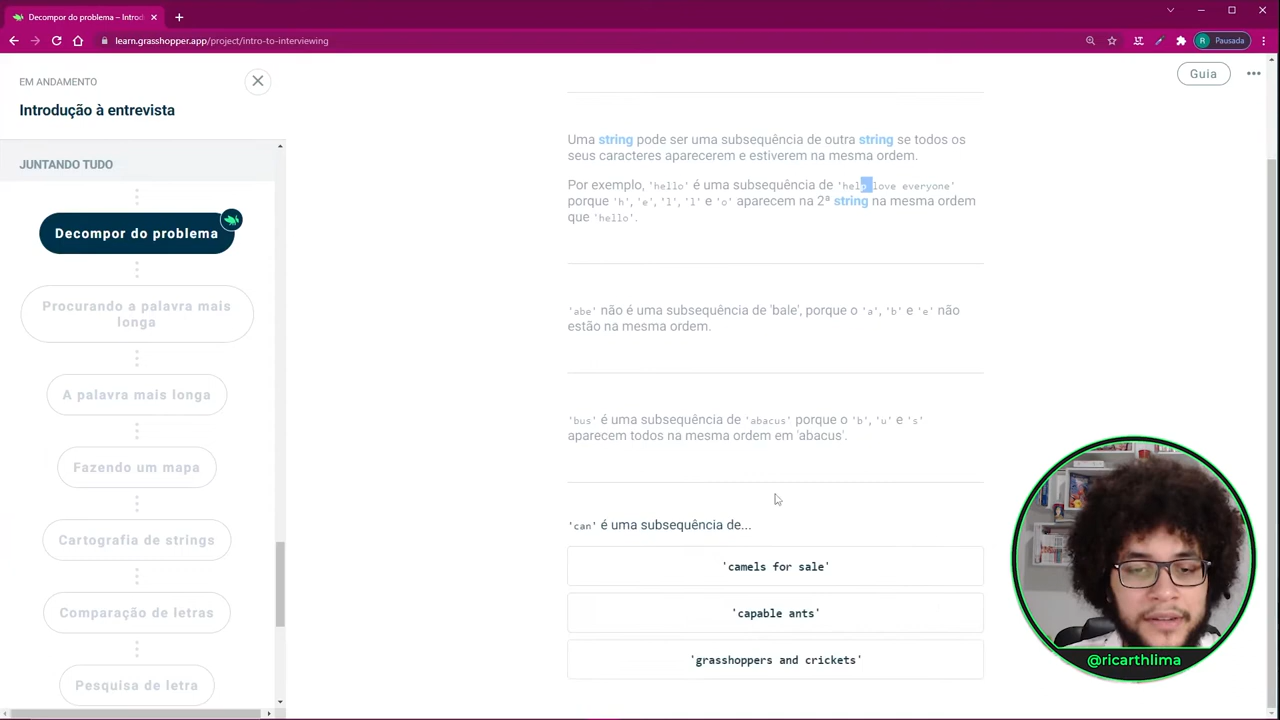 Decompor do problema – Introd
learn.grasshopper.app/project/intro-to-interviewing
R
Pausada
EM ANDAMENTO
Introdução à entrevista
Guia
JUNTANDO TUDO
Decompor do problema
Procurando a palavra mais
longa
A palavra mais longa
Fazendo um mapa
Cartografia de strings
Comparação de letras
Pesquisa de letra
Uma string pode ser uma subsequência de outra string se todos os
seus caracteres aparecerem e estiverem na mesma ordem.
Por exemplo, 'hello' é uma subsequência de 'help love everyone'
porque 'h', 'e', 'l', 'l' e 'o' aparecem na 2ª string na mesma ordem
que 'hello'.
'abe' não é uma subsequência de 'bale', porque o 'a', 'b' e 'e' não
estão na mesma ordem.
'bus' é uma subsequência de 'abacus' porque o 'b', 'u' e 's'
aparecem todos na mesma ordem em 'abacus'.
'can' é uma subsequência de...
'camels for sale'
'capable ants'
'grasshoppers and crickets'
@ricarthlima